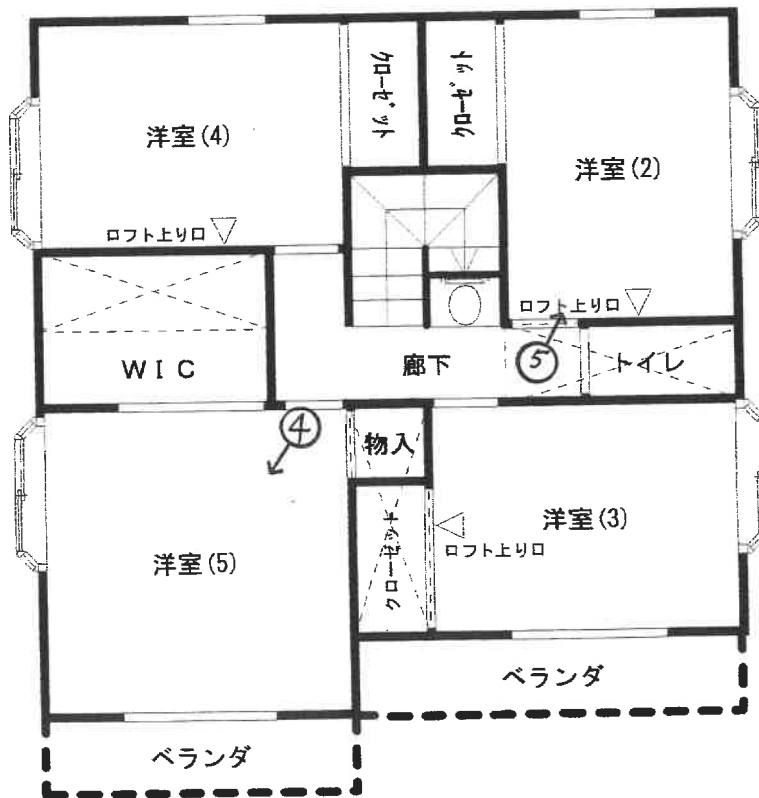 クローゼット
クローゼット
洋室(4)
洋室(2)
ロフト上り口
ロフト上り口
WIC
廊下
⑤
トイレ
④
物入
洋室(3)
クローゼット
ロフト上り口
洋室(5)
ベランダ
ベランダ